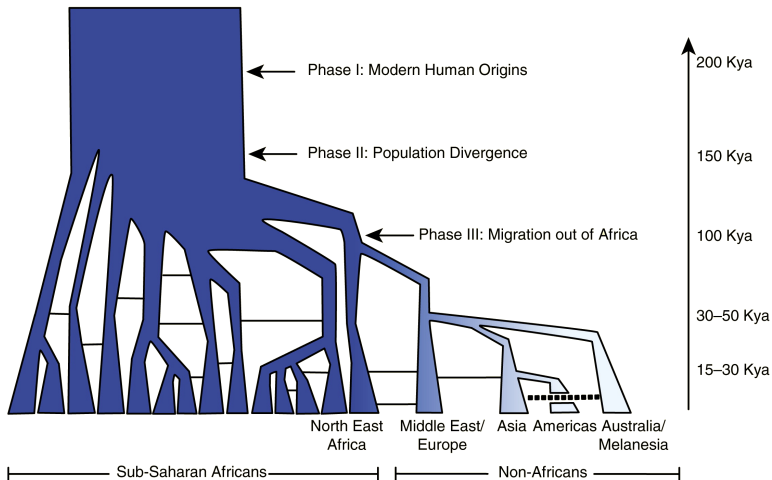 200 Kya
Phase I: Modern Human Origins
Phase II: Population Divergence
150 Kya
Phase III: Migration out of Africa
100 Kya
30–50 Kya
15–30 Kya
North East
Africa
Middle East/
Europe
Asia
Americas
Australia/
Melanesia
Sub-Saharan Africans
Non-Africans